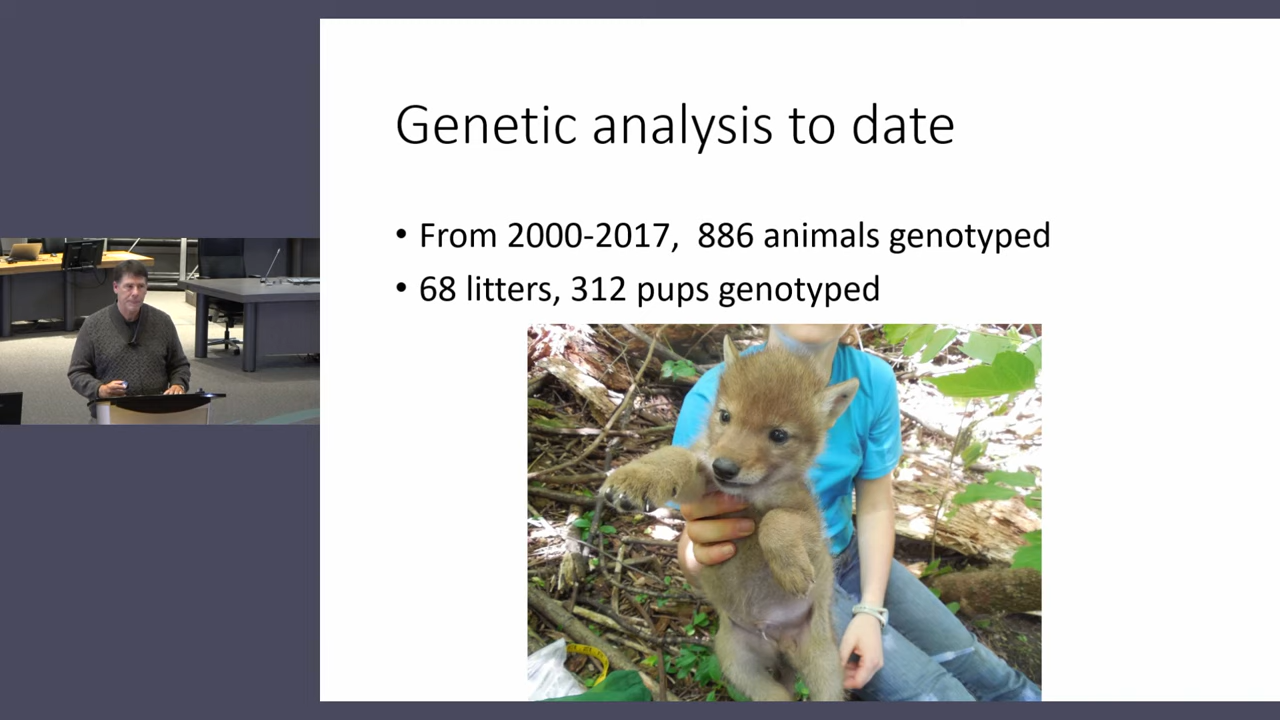 Genetic analysis to date
• From 2000-2017, 886 animals genotyped
• 68 litters, 312 pups genotyped